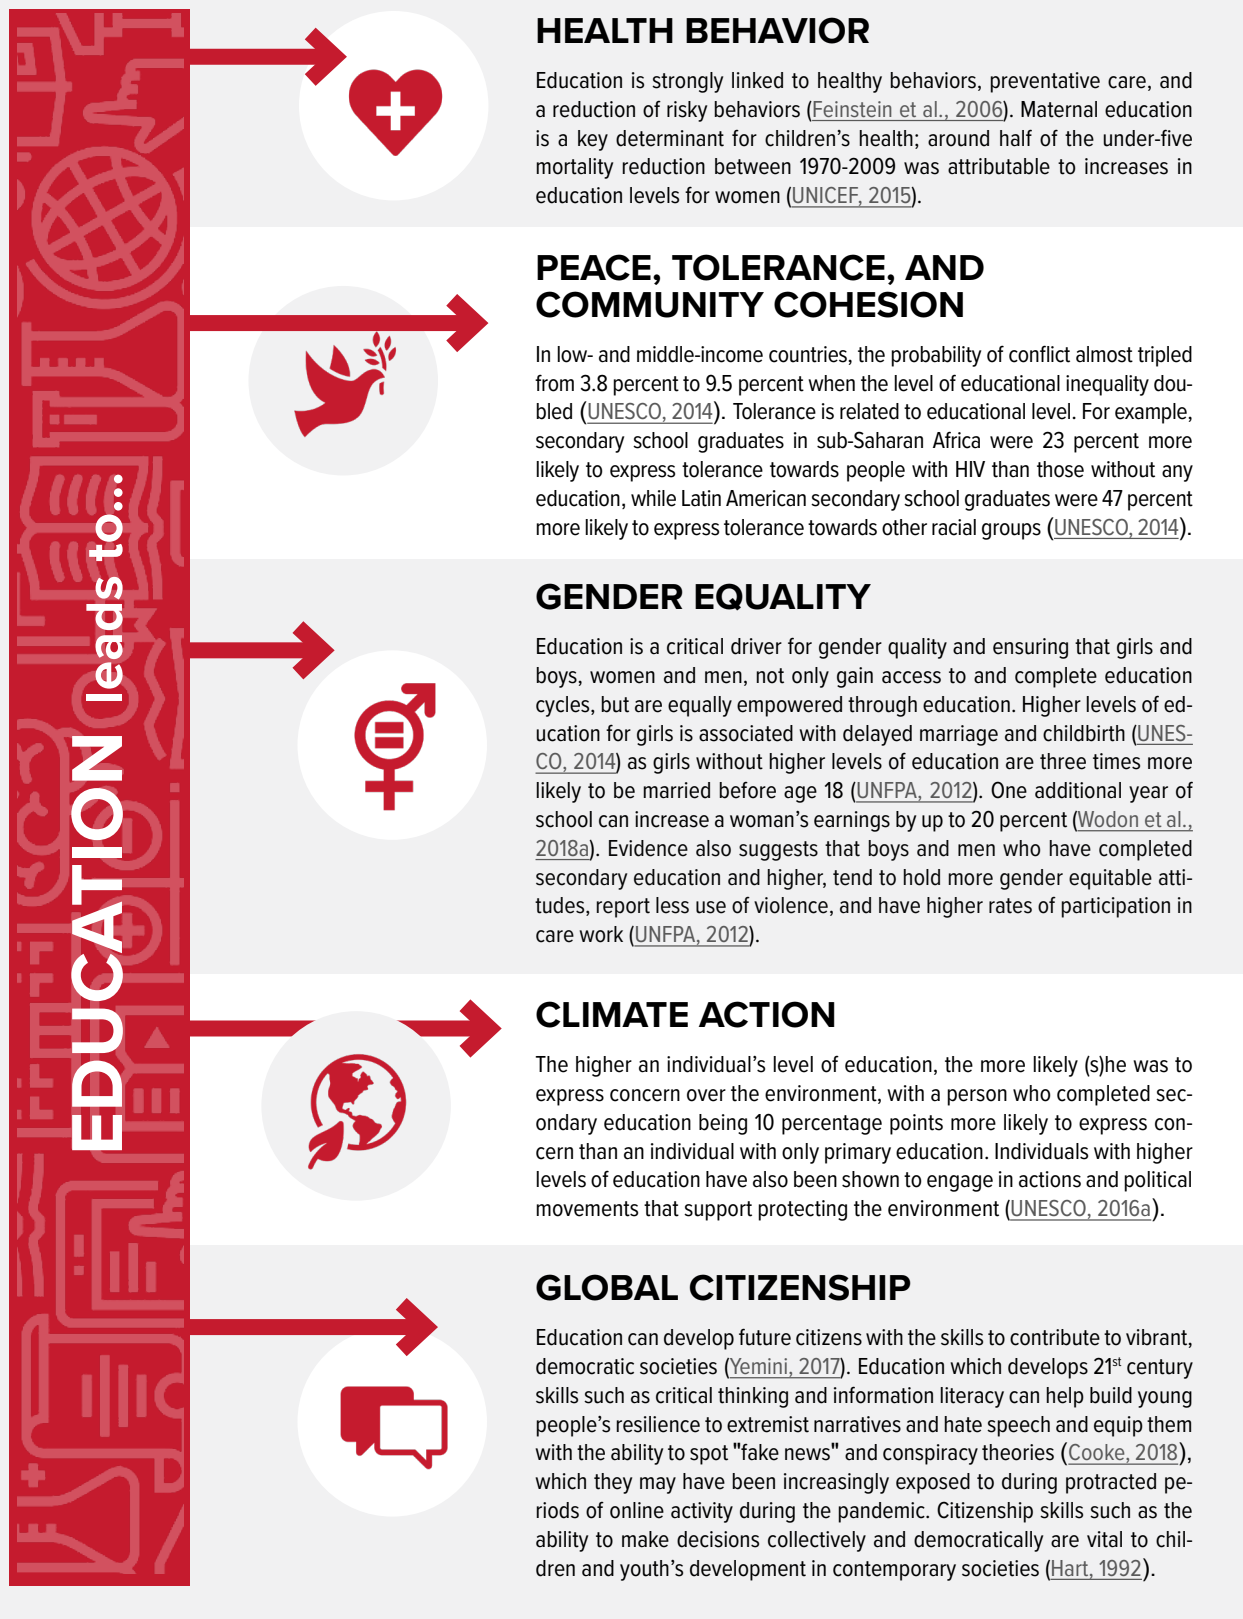 EDUCATION leads to...
HEALTH BEHAVIOR
Education is strongly linked to healthy behaviors, preventative care, and
a reduction of risky behaviors (Feinstein et al., 2006). Maternal education
is a key determinant for children’s health; around half of the under-five
mortality reduction between 1970-2009 was attributable to increases in
education levels for women (UNICEF, 2015).
PEACE, TOLERANCE, AND
COMMUNITY COHESION
In low- and middle-income countries, the probability of conflict almost tripled
from 3.8 percent to 9.5 percent when the level of educational inequality dou-
bled (UNESCO, 2014). Tolerance is related to educational level. For example,
secondary school graduates in sub-Saharan Africa were 23 percent more
likely to express tolerance towards people with HIV than those without any
education, while Latin American secondary school graduates were 47 percent
more likely to express tolerance towards other racial groups (UNESCO, 2014).
GENDER EQUALITY
Education is a critical driver for gender quality and ensuring that girls and
boys, women and men, not only gain access to and complete education
cycles, but are equally empowered through education. Higher levels of ed-
ucation for girls is associated with delayed marriage and childbirth (UNES-
CO, 2014) as girls without higher levels of education are three times more
likely to be married before age 18 (UNFPA, 2012). One additional year of
school can increase a woman’s earnings by up to 20 percent (Wodon et al.,
2018a). Evidence also suggests that boys and men who have completed
secondary education and higher, tend to hold more gender equitable atti-
tudes, report less use of violence, and have higher rates of participation in
care work (UNFPA, 2012).
CLIMATE ACTION
The higher an individual’s level of education, the more likely (s)he was to
express concern over the environment, with a person who completed sec-
ondary education being 10 percentage points more likely to express con-
cern than an individual with only primary education. Individuals with higher
levels of education have also been shown to engage in actions and political
movements that support protecting the environment (UNESCO, 2016a).
GLOBAL CITIZENSHIP
Education can develop future citizens with the skills to contribute to vibrant,
democratic societies (Yemini, 2017). Education which develops 21st century
skills such as critical thinking and information literacy can help build young
people’s resilience to extremist narratives and hate speech and equip them
with the ability to spot "fake news" and conspiracy theories (Cooke, 2018),
which they may have been increasingly exposed to during protracted pe-
riods of online activity during the pandemic. Citizenship skills such as the
ability to make decisions collectively and democratically are vital to chil-
dren and youth’s development in contemporary societies (Hart, 1992).